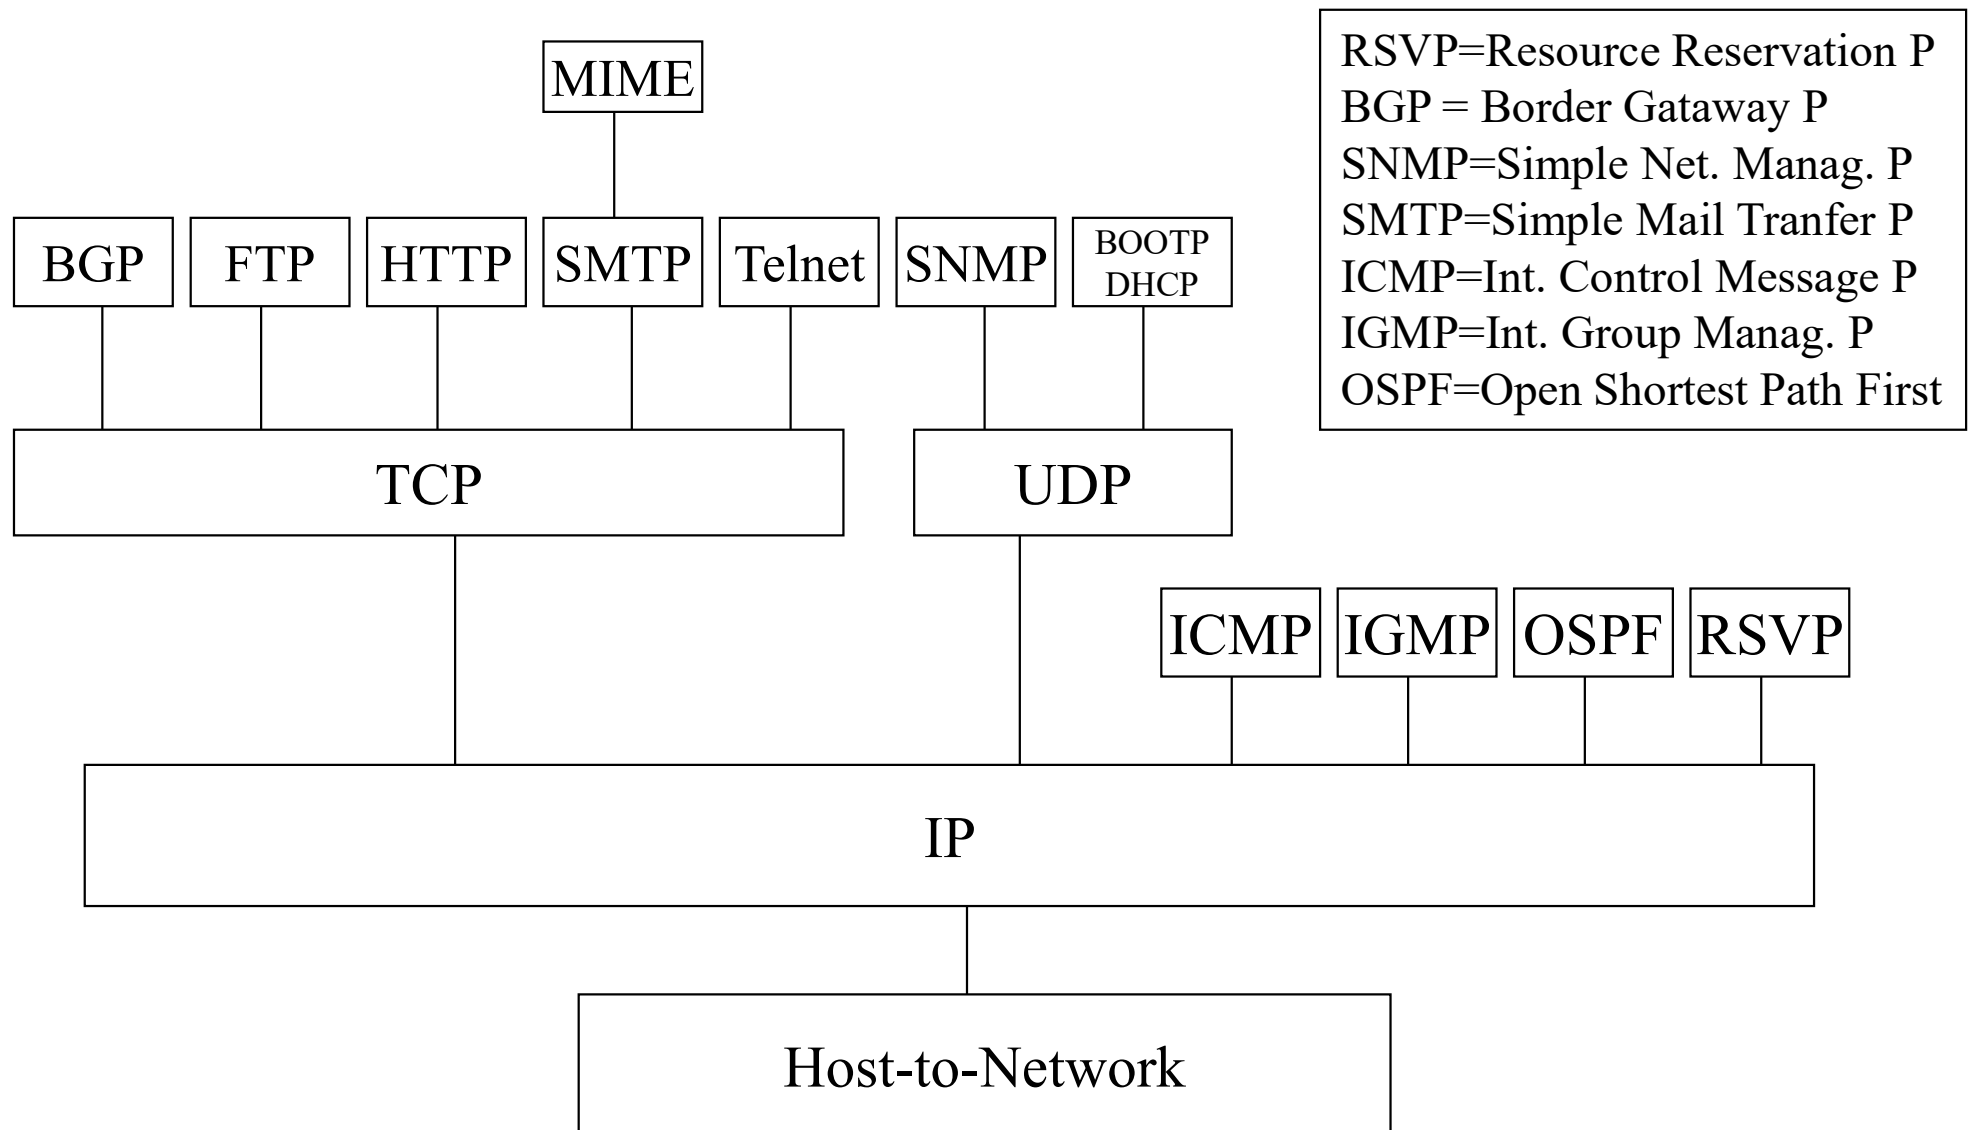 MIME
RSVP=Resource Reservation P
BGP = Border Gataway P
SNMP=Simple Net. Manag. P
SMTP=Simple Mail Tranfer P
ICMP=Int. Control Message P
IGMP=Int. Group Manag. P
OSPF=Open Shortest Path First
BGP
FTP
HTTP
SMTP
Telnet
SNMP
BOOTP
DHCP
TCP
UDP
ICMP
IGMP
OSPF
RSVP
IP
Host-to-Network